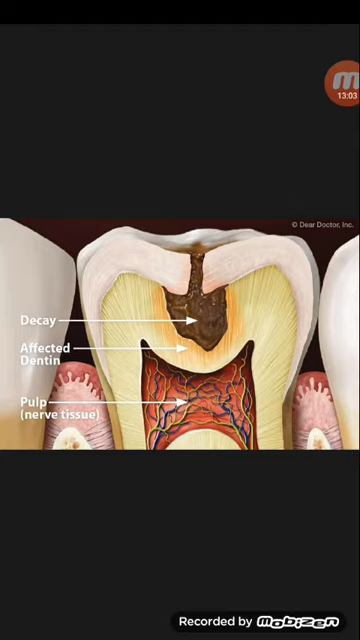 13:03
© Dear Doctor, Inc.
Decay
Affected
Dentin
Pulp
(nerve tissue)
Recorded by mobizen